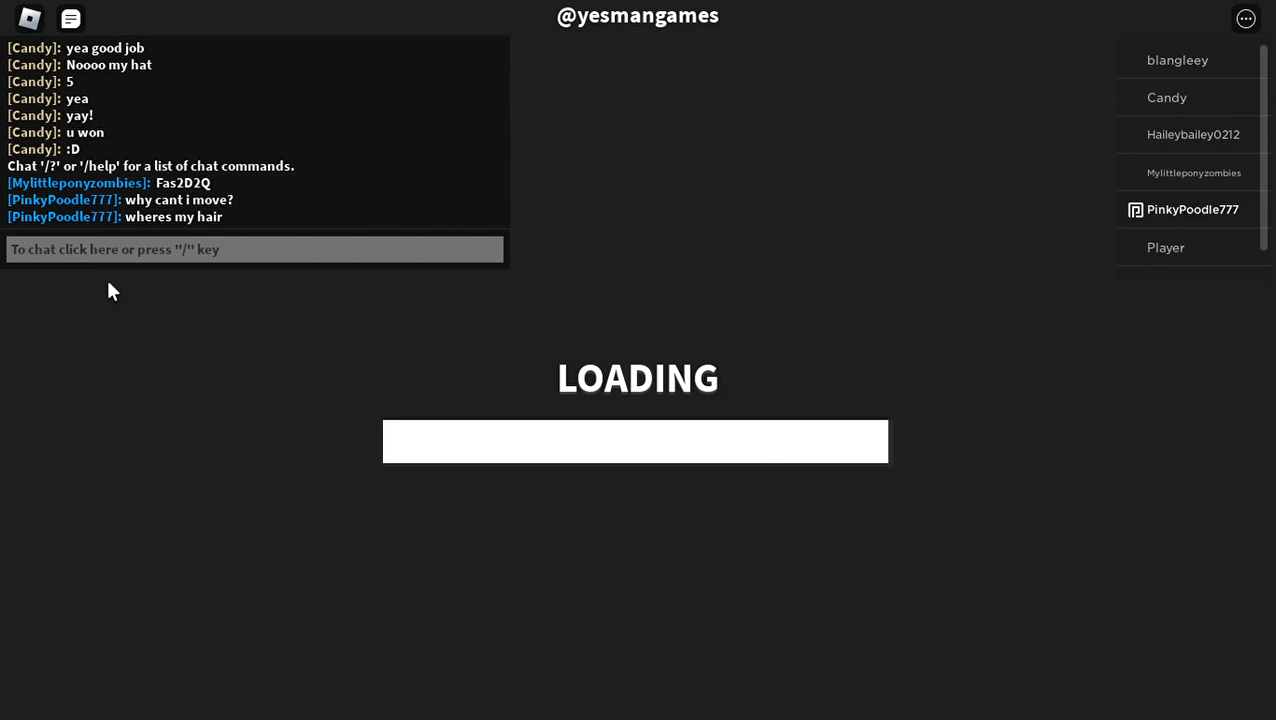 @yesmangames
[Candy]: yea good job
[Candy]: Noooo my hat
[Candy]: 5
[Candy]: yea
[Candy]: yay!
[Candy]: u won
[Candy]: :D
Chat '/?' or '/help' for a list of chat commands.
[Mylittleponyzombies]: Fas2D2Q
[PinkyPoodle777]: why cant i move?
[PinkyPoodle777]: wheres my hair
To chat click here or press "/" key
blangleey
Candy
Haileybailey0212
Mylittleponyzombies
PinkyPoodle777
Player
LOADING